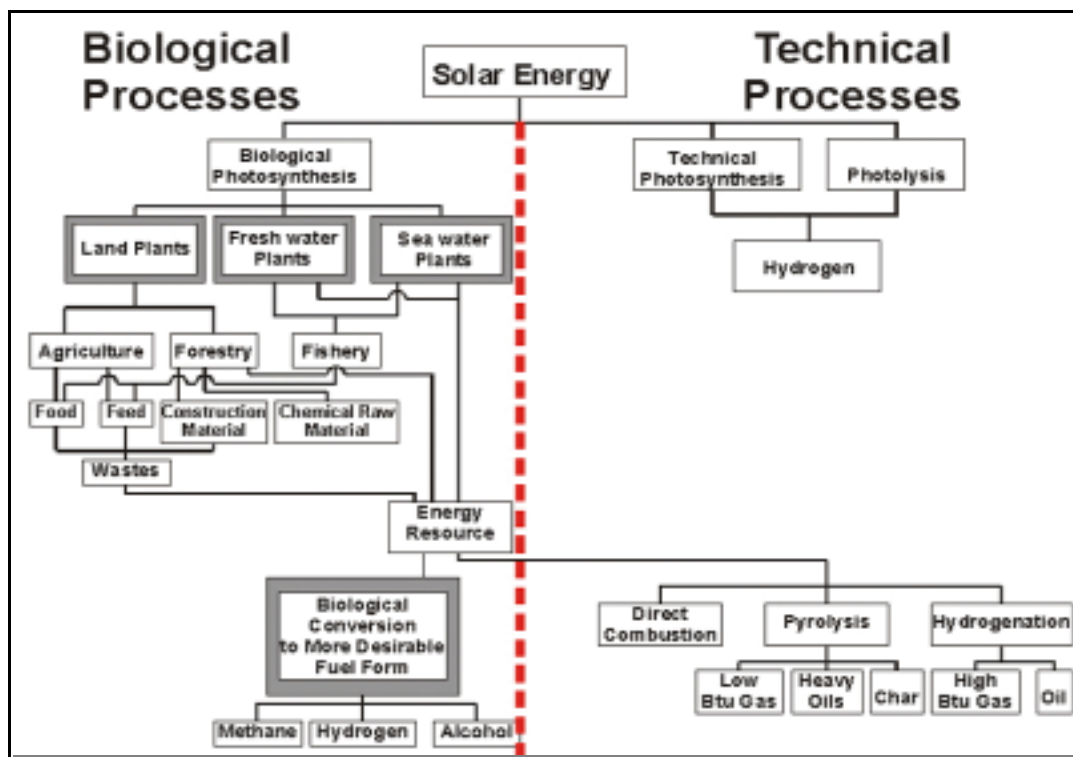 Biological
Processes
Solar Energy
Technical
Processes
Biological
Photosynthesis
Technical
Photosynthesis
Photolysis
Land Plants
Fresh water
Plants
Sea water
Plants
Hydrogen
Agriculture
Forestry
Fishery
Food
Feed
Construction
Material
Chemical Raw
Material
Wastes
Energy
Resource
Biological
Conversion
to More Desirable
Fuel Form
Direct
Combustion
Pyrolysis
Hydrogenation
Low
Btu Gas
Heavy
Oils
Char
High
Btu Gas
Oil
Methane
Hydrogen
Alcohol